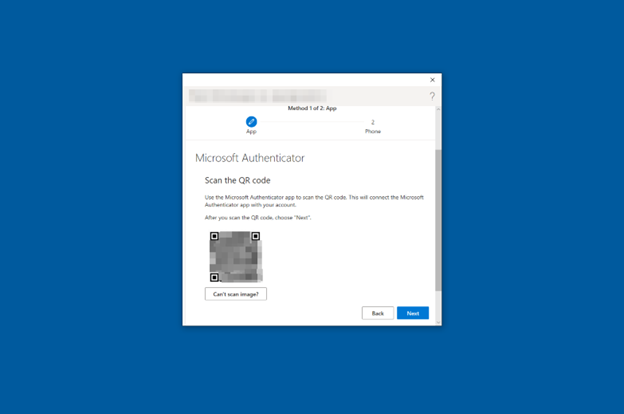 ?
Method 1 of 2: App
2
App
Phone
Microsoft Authenticator
Scan the QR code
Use the Microsoft Authenticator app to scan the QR code. This will connect the Microsoft
Authenticator app with your account.
After you scan the QR code, choose "Next".
Can't scan image?
Back
Next